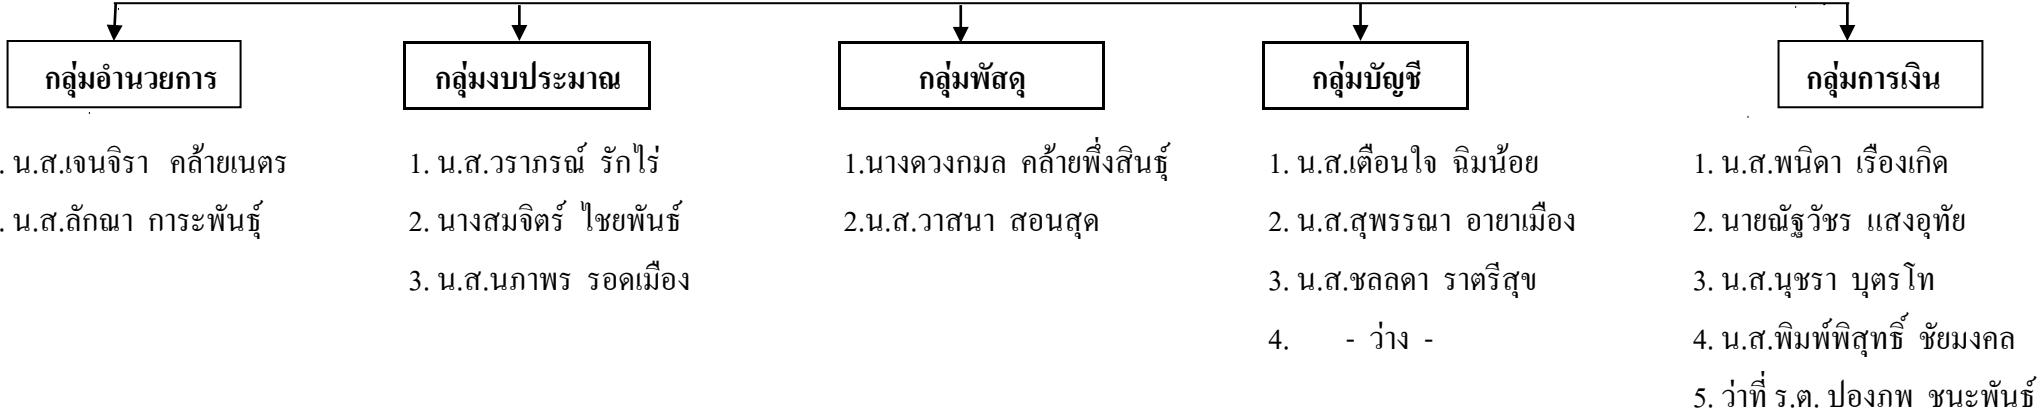 กลุ่มอำนวยการ
. น.ส.เจนจิรา คล้ายเนตร
. น.ส.ลักณา การะพันธุ์
กลุ่มงบประมาณ
1. น.ส.วราภรณ์ รักไร่
2. นางสมจิตร์ ไชยพันธ์
3. น.ส.นภาพร รอดเมือง
กลุ่มพัสดุ
1.นางดวงกมล คล้ายพึ่งสินธุ์
2.น.ส.วาสนา สอนสุด
กลุ่มบัญชี
1. น.ส.เตือนใจ ฉิมน้อย
2. น.ส.สุพรรณา อายาเมือง
3. น.ส.ชลลดา ราตรีสุข
4. - ว่าง -
กลุ่มการเงิน
1. น.ส.พนิดา เรืองเกิด
2. นายณัฐวัชร แสงอุทัย
3. น.ส.นุชรา บุตรโท
4. น.ส.พิมพ์พิสุทธิ์ ชัยมงคล
5. ว่าที่ ร.ต. ปองภพ ชนะพันธ์